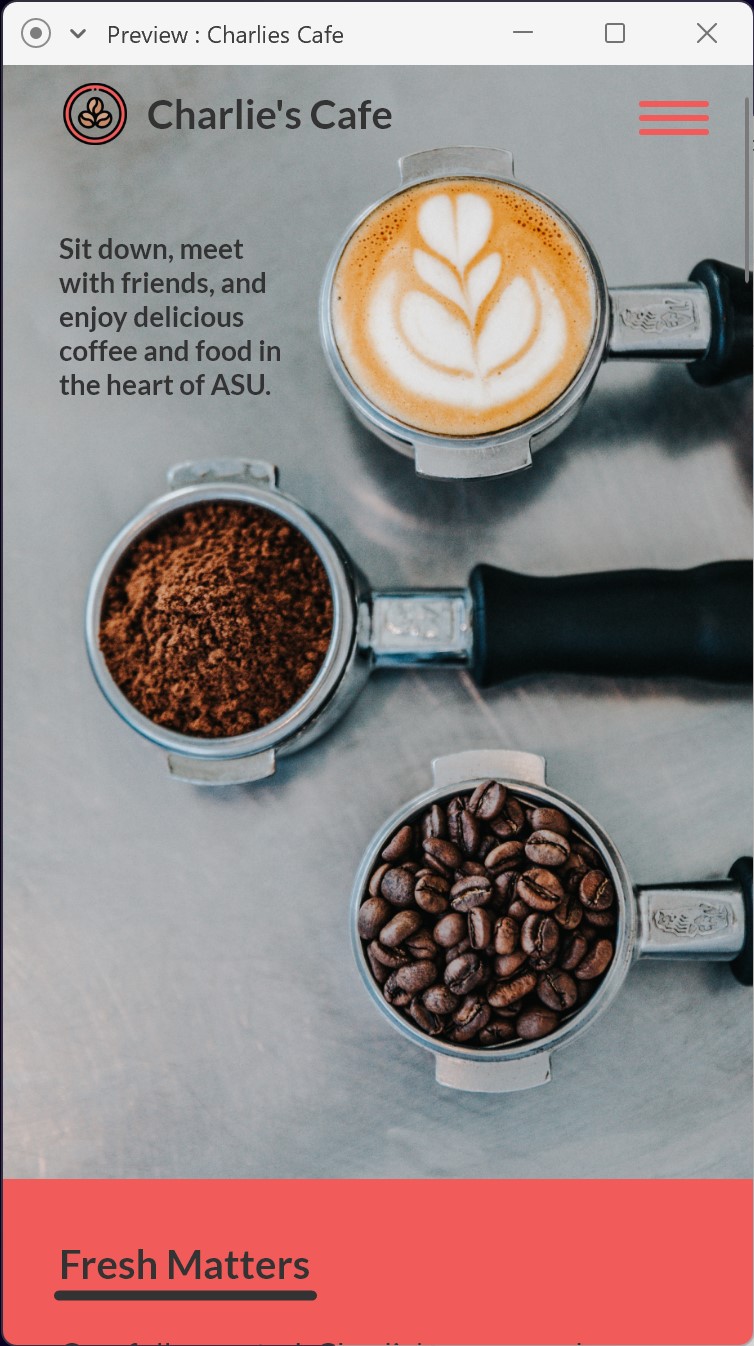 Preview : Charlies Cafe
Charlie's Cafe
Sit down, meet
with friends, and
enjoy delicious
coffee and food in
the heart of ASU.
Fresh Matters